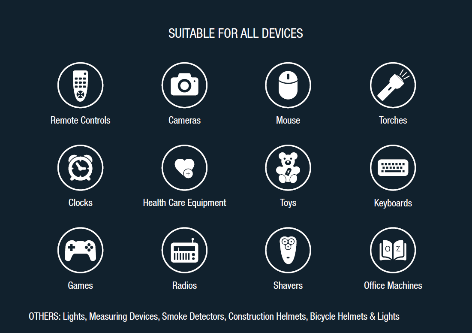 SUITABLE FOR ALL DEVICES
Remote Controls
Cameras
Mouse
Torches
Clocks
Health Care Equipment
Toys
Keyboards
Games
Radios
Shavers
Q Z
Office Machines
OTHERS: Lights, Measuring Devices, Smoke Detectors, Construction Helmets, Bicycle Helmets & Lights